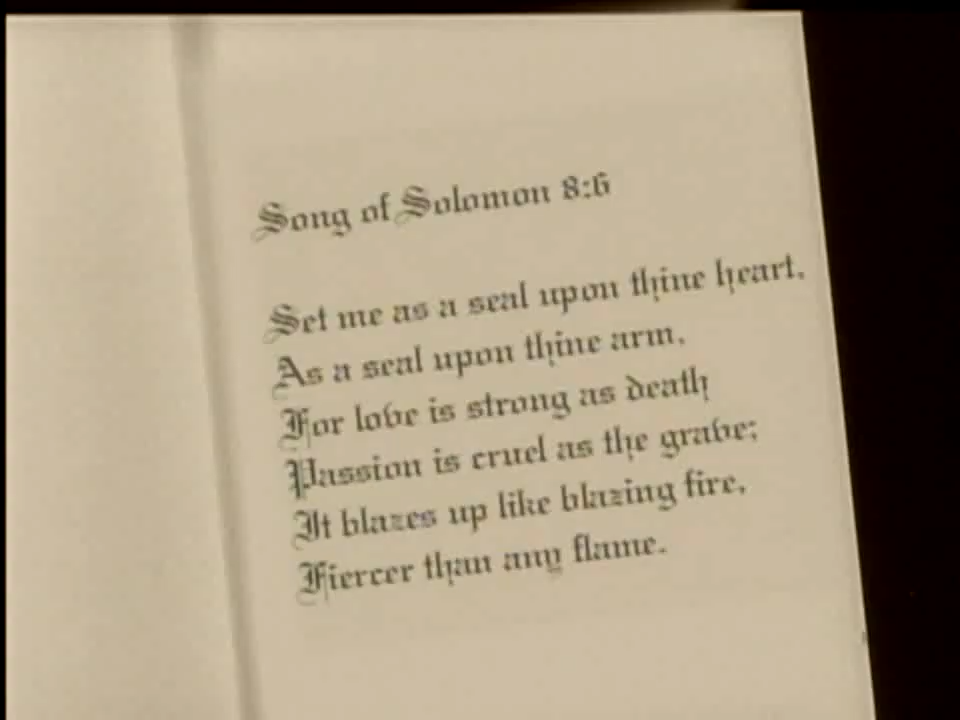 Song of Solomon 8:6
Set me as a seal upon thine heart,
As a seal upon thine arm,
For love is strong as death
Passion is cruel as the grave;
It blazes up like blazing fire,
Fiercer than any flame.